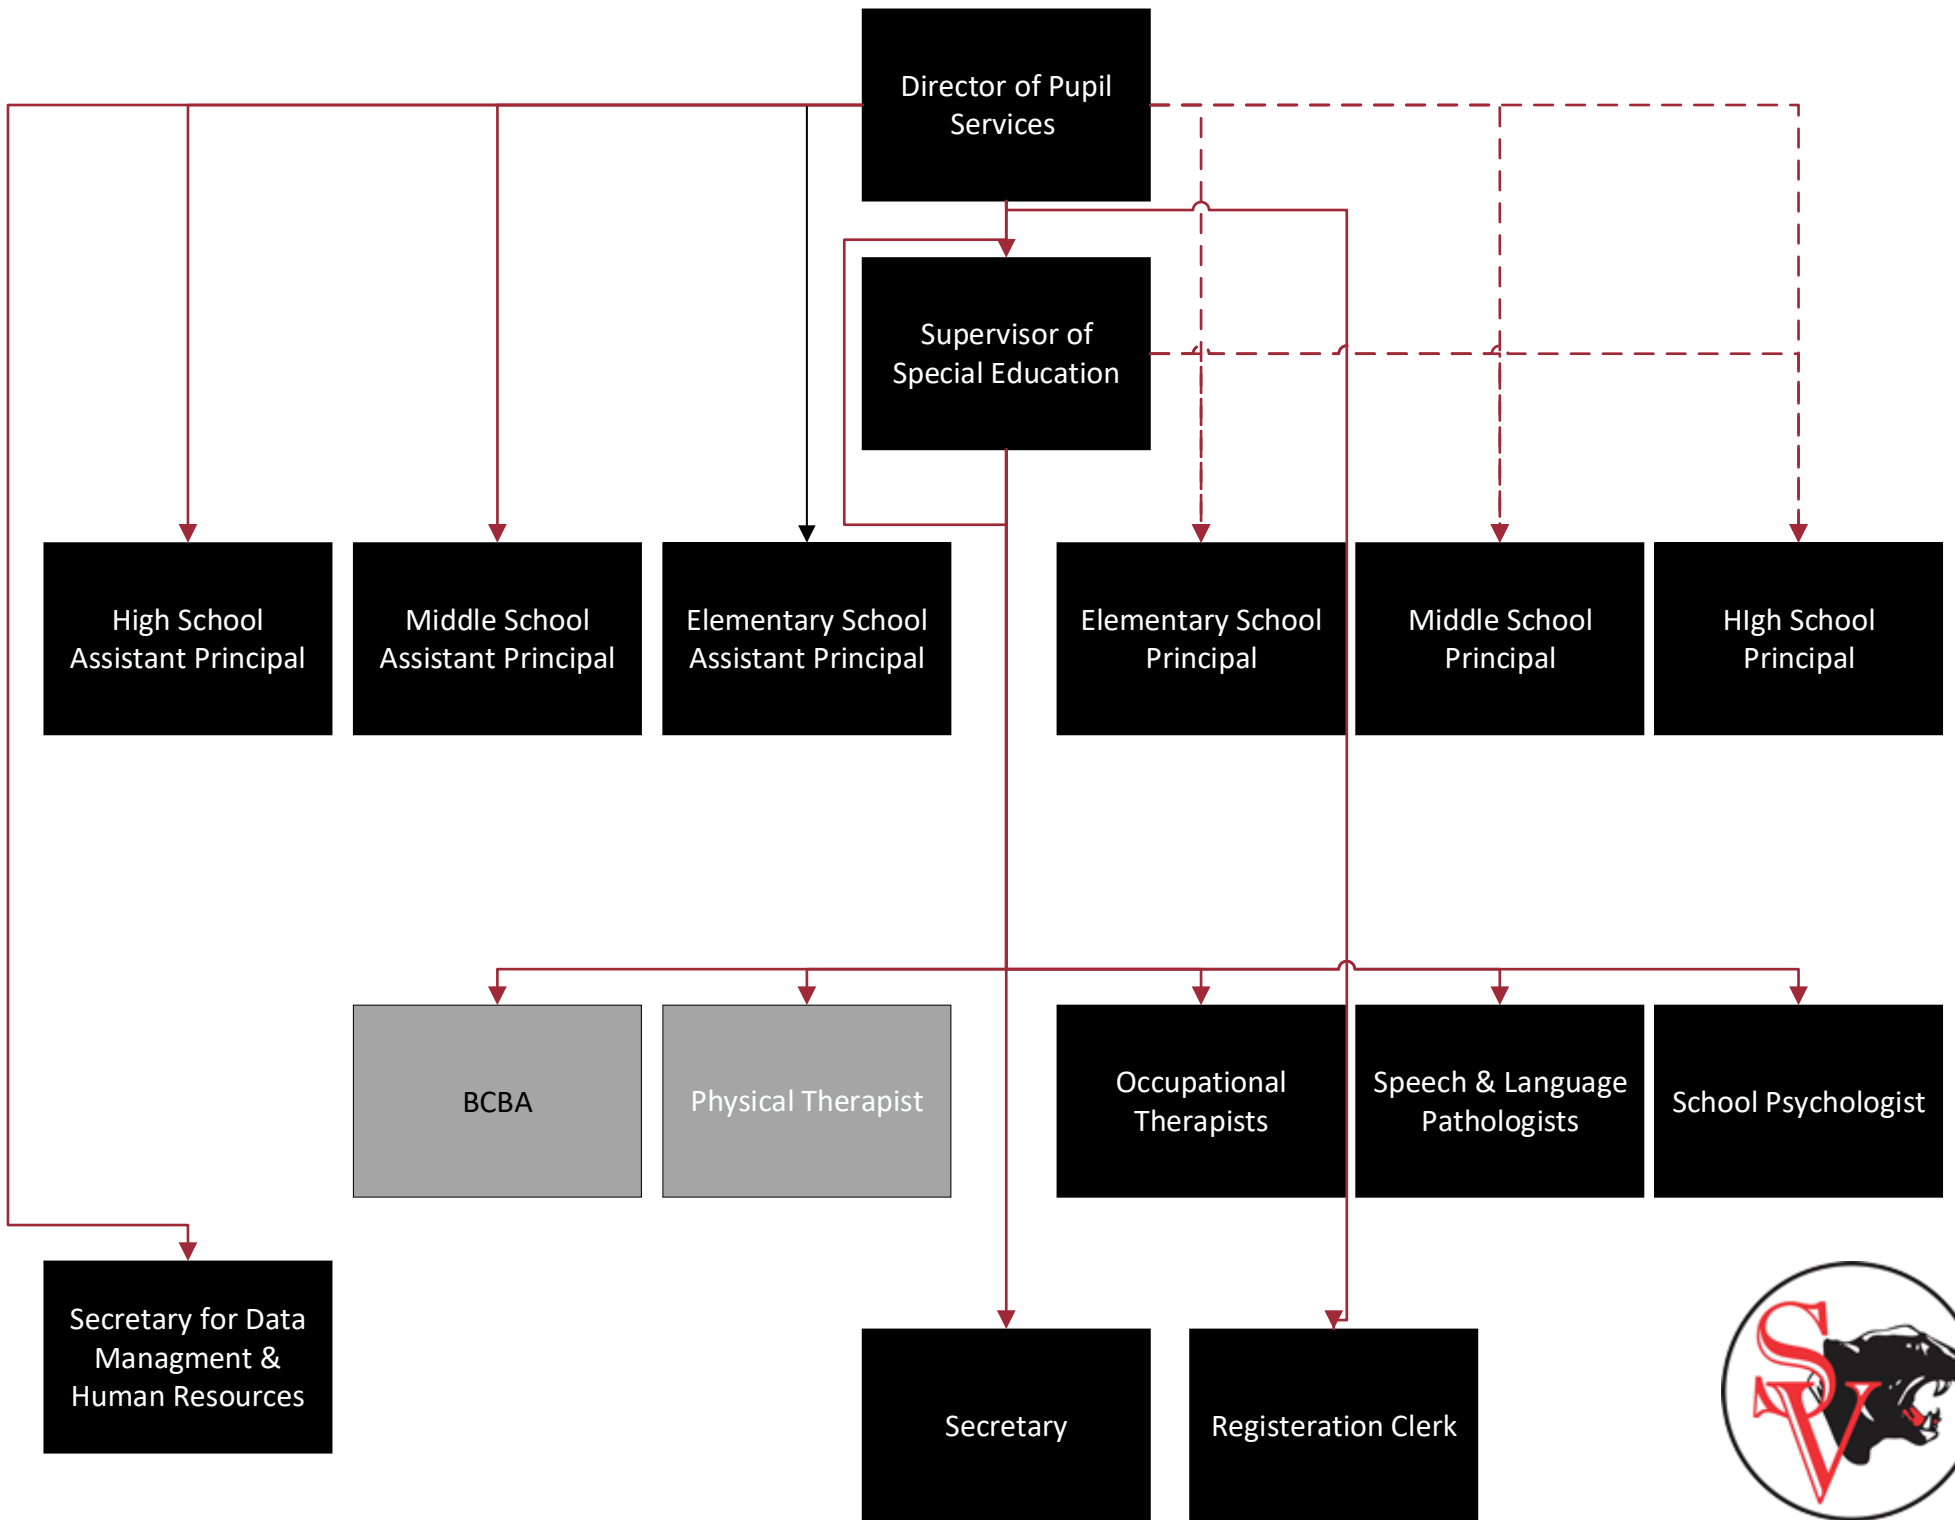 Director of Pupil
Services
Supervisor of
Special Education
High School
Assistant Principal
Middle School
Assistant Principal
Elementary School
Assistant Principal
Elementary School
Principal
Middle School
Principal
HIgh School
Principal
BCBA
Physical Therapist
Occupational
Therapists
Speech & Language
Pathologists
School Psychologist
Secretary for Data
Managment &
Human Resources
Secretary
Registeration Clerk
SV